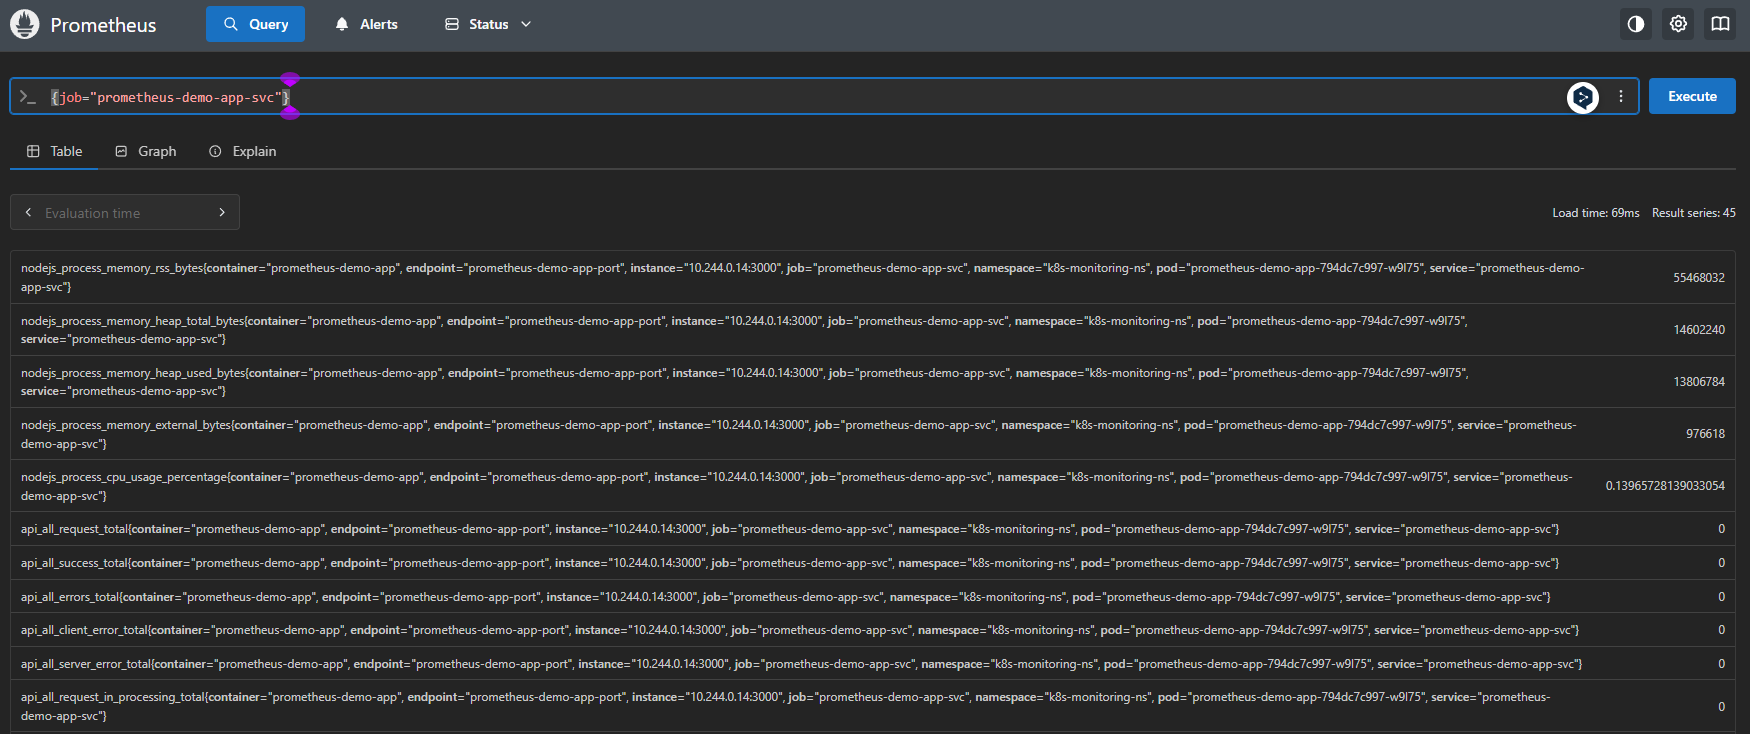 Prometheus Query Alerts Status
{job="prometheus-demo-app-svc"} Execute
Table Graph Explain
Evaluation time Load time: 69ms Result series: 45
nodejs_process_memory_rss_bytes{container="prometheus-demo-app", endpoint="prometheus-demo-app-port", instance="10.244.0.14:3000", job="prometheus-demo-app-svc", namespace="k8s-monitoring-ns", pod="prometheus-demo-app-794dc7c997-w9l75", service="prometheus-demo-
app-svc"} 55468032
nodejs_process_memory_heap_total_bytes{container="prometheus-demo-app", endpoint="prometheus-demo-app-port", instance="10.244.0.14:3000", job="prometheus-demo-app-svc", namespace="k8s-monitoring-ns", pod="prometheus-demo-app-794dc7c997-w9l75",
service="prometheus-demo-app-svc"} 14602240
nodejs_process_memory_heap_used_bytes{container="prometheus-demo-app", endpoint="prometheus-demo-app-port", instance="10.244.0.14:3000", job="prometheus-demo-app-svc", namespace="k8s-monitoring-ns", pod="prometheus-demo-app-794dc7c997-w9l75",
service="prometheus-demo-app-svc"} 13806784
nodejs_process_memory_external_bytes{container="prometheus-demo-app", endpoint="prometheus-demo-app-port", instance="10.244.0.14:3000", job="prometheus-demo-app-svc", namespace="k8s-monitoring-ns", pod="prometheus-demo-app-794dc7c997-w9l75", service="prometheus-
demo-app-svc"} 976618
nodejs_process_cpu_usage_percentage{container="prometheus-demo-app", endpoint="prometheus-demo-app-port", instance="10.244.0.14:3000", job="prometheus-demo-app-svc", namespace="k8s-monitoring-ns", pod="prometheus-demo-app-794dc7c997-w9l75", service="prometheus-
demo-app-svc"} 0.13965728139033054
api_all_request_total{container="prometheus-demo-app", endpoint="prometheus-demo-app-port", instance="10.244.0.14:3000", job="prometheus-demo-app-svc", namespace="k8s-monitoring-ns", pod="prometheus-demo-app-794dc7c997-w9l75", service="prometheus-demo-app-svc"} 0
api_all_success_total{container="prometheus-demo-app", endpoint="prometheus-demo-app-port", instance="10.244.0.14:3000", job="prometheus-demo-app-svc", namespace="k8s-monitoring-ns", pod="prometheus-demo-app-794dc7c997-w9l75", service="prometheus-demo-app-svc"} 0
api_all_errors_total{container="prometheus-demo-app", endpoint="prometheus-demo-app-port", instance="10.244.0.14:3000", job="prometheus-demo-app-svc", namespace="k8s-monitoring-ns", pod="prometheus-demo-app-794dc7c997-w9l75", service="prometheus-demo-app-svc"} 0
api_all_client_error_total{container="prometheus-demo-app", endpoint="prometheus-demo-app-port", instance="10.244.0.14:3000", job="prometheus-demo-app-svc", namespace="k8s-monitoring-ns", pod="prometheus-demo-app-794dc7c997-w9l75", service="prometheus-demo-app-svc"} 0
api_all_server_error_total{container="prometheus-demo-app", endpoint="prometheus-demo-app-port", instance="10.244.0.14:3000", job="prometheus-demo-app-svc", namespace="k8s-monitoring-ns", pod="prometheus-demo-app-794dc7c997-w9l75", service="prometheus-demo-app-svc"} 0
api_all_request_in_processing_total{container="prometheus-demo-app", endpoint="prometheus-demo-app-port", instance="10.244.0.14:3000", job="prometheus-demo-app-svc", namespace="k8s-monitoring-ns", pod="prometheus-demo-app-794dc7c997-w9l75", service="prometheus-
demo-app-svc"} 0